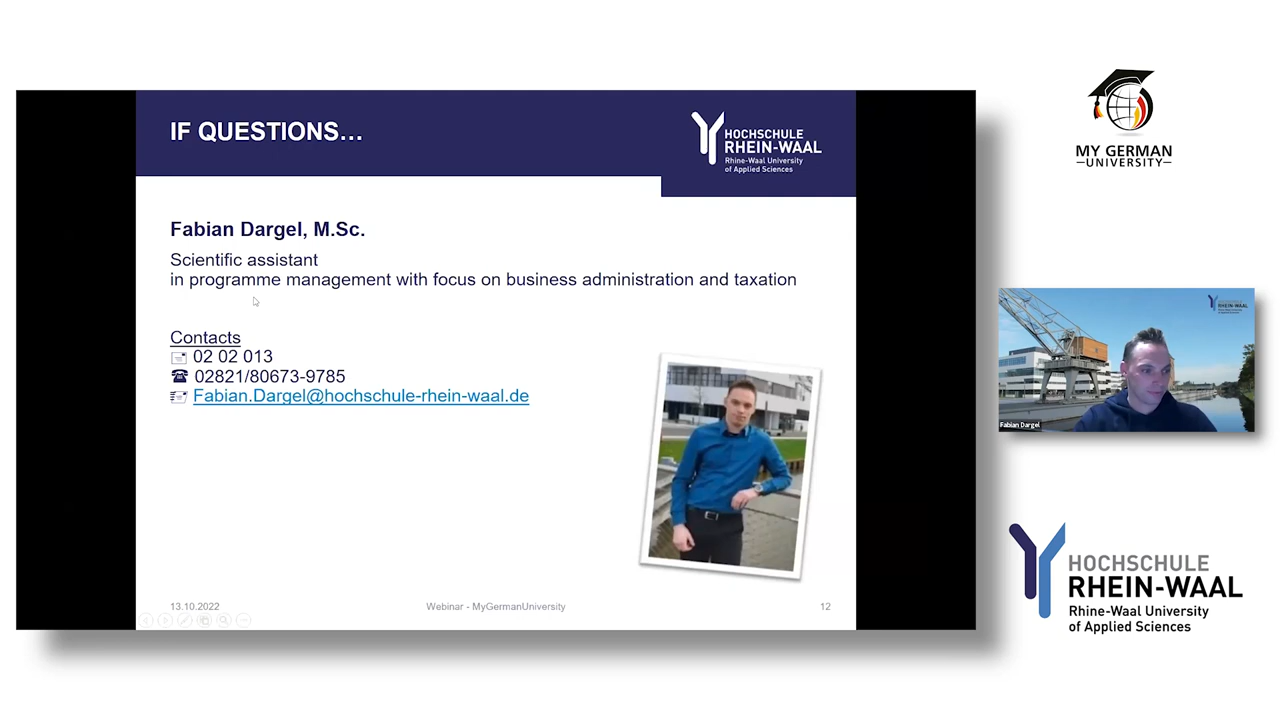 IF QUESTIONS…
HOCHSCHULE
RHEIN-WAAL
Rhine-Waal University
of Applied Sciences
Fabian Dargel, M.Sc.
Scientific assistant
in programme management with focus on business administration and taxation
Contacts
02 02 013
02821/80673-9785
Fabian.Dargel@hochschule-rhein-waal.de
13.10.2022
Webinar - MyGermanUniversity
12
MY GERMAN
UNIVERSITY
HOCHSCHULE
RHEIN-WAAL
Fabian Dargel
HOCHSCHULE
RHEIN-WAAL
Rhine-Waal University
of Applied Sciences